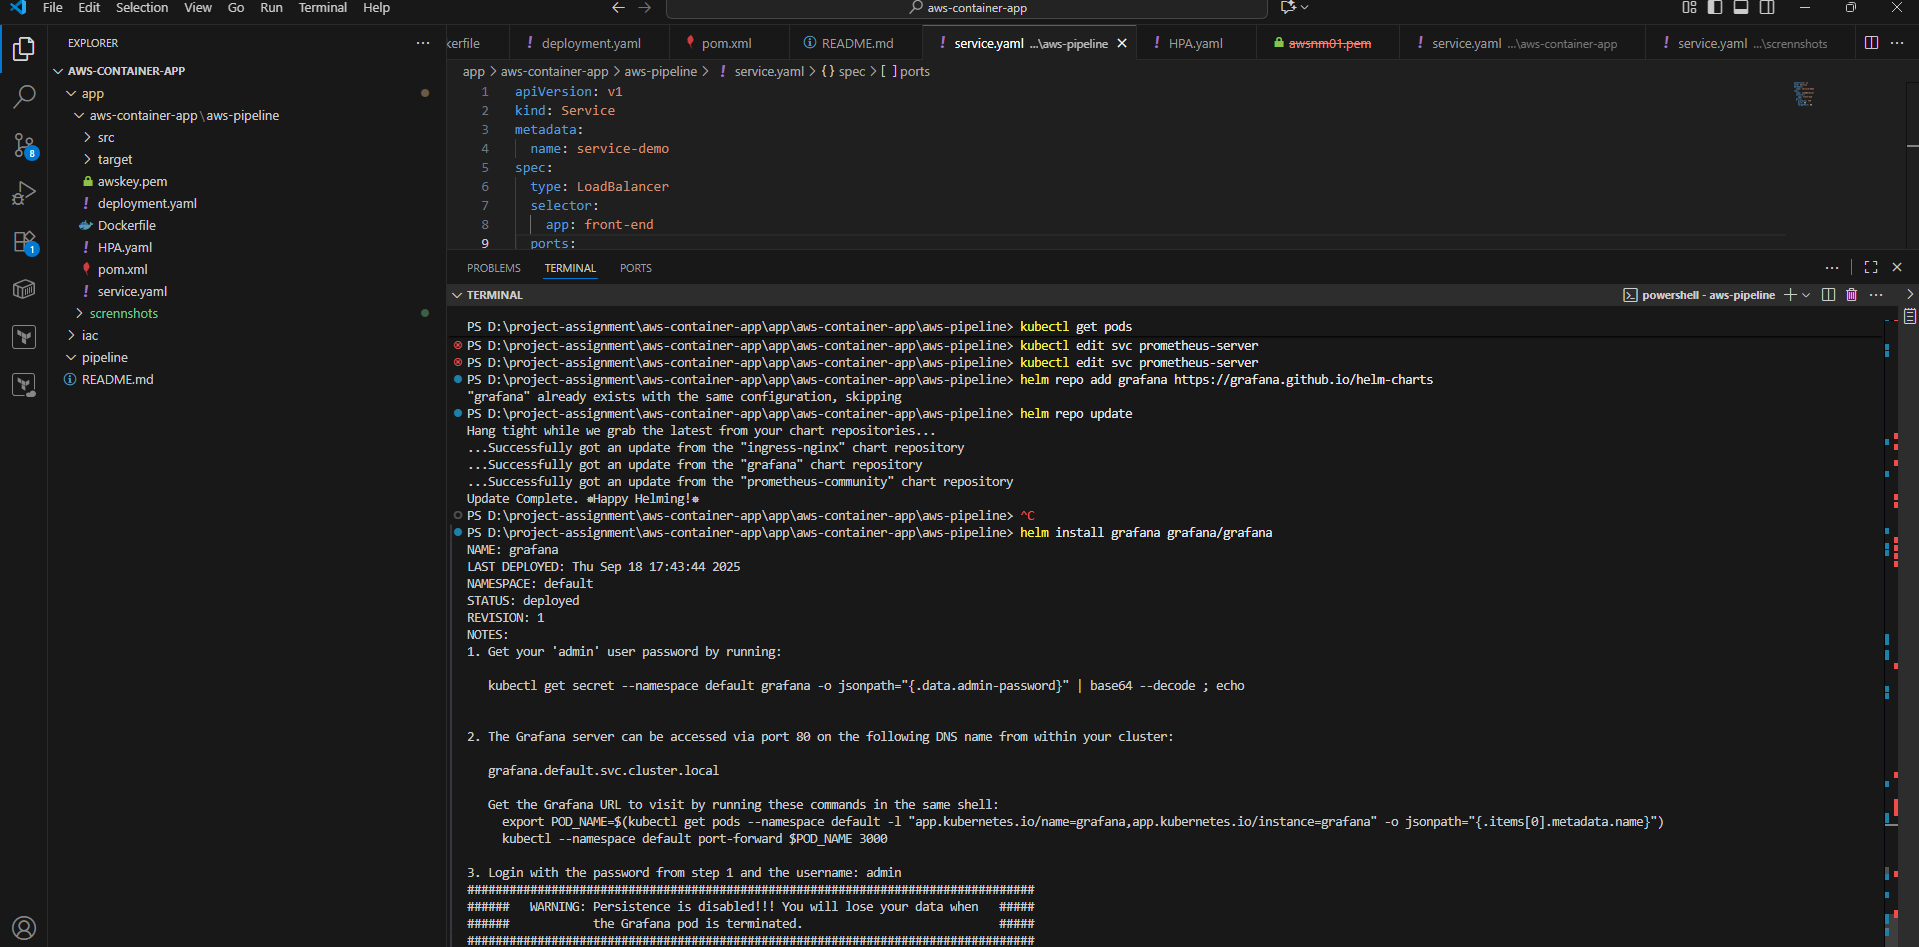 File Edit Selection View Go Run Terminal Help
aws-container-app
EXPLORER
AWS-CONTAINER-APP
app
aws-container-app\aws-pipeline
src
target
awskey.pem
deployment.yaml
Dockerfile
HPA.yaml
pom.xml
service.yaml
scrennshots
iac
pipeline
README.md
8
1
kerfile ! deployment.yaml pom.xml README.md ! service.yaml ...\aws-pipeline ! HPA.yaml awsnm01.pem ! service.yaml ...\aws-container-app ! service.yaml ...\scrennshots
app > aws-container-app > aws-pipeline > ! service.yaml > {} spec > [ ] ports
1 apiVersion: v1
2 kind: Service
3 metadata:
4 name: service-demo
5 spec:
6 type: LoadBalancer
7 selector:
8 app: front-end
9 ports:
PROBLEMS TERMINAL PORTS
TERMINAL
powershell - aws-pipeline
PS D:\project-assignment\aws-container-app\app\aws-container-app\aws-pipeline> kubectl get pods
PS D:\project-assignment\aws-container-app\app\aws-container-app\aws-pipeline> kubectl edit svc prometheus-server
PS D:\project-assignment\aws-container-app\app\aws-container-app\aws-pipeline> kubectl edit svc prometheus-server
PS D:\project-assignment\aws-container-app\app\aws-container-app\aws-pipeline> helm repo add grafana https://grafana.github.io/helm-charts
"grafana" already exists with the same configuration, skipping
PS D:\project-assignment\aws-container-app\app\aws-container-app\aws-pipeline> helm repo update
Hang tight while we grab the latest from your chart repositories...
...Successfully got an update from the "ingress-nginx" chart repository
...Successfully got an update from the "grafana" chart repository
...Successfully got an update from the "prometheus-community" chart repository
Update Complete. ⎈Happy Helming!⎈
PS D:\project-assignment\aws-container-app\app\aws-container-app\aws-pipeline> ^C
PS D:\project-assignment\aws-container-app\app\aws-container-app\aws-pipeline> helm install grafana grafana/grafana
NAME: grafana
LAST DEPLOYED: Thu Sep 18 17:43:44 2025
NAMESPACE: default
STATUS: deployed
REVISION: 1
NOTES:
1. Get your 'admin' user password by running:
kubectl get secret --namespace default grafana -o jsonpath="{.data.admin-password}" | base64 --decode ; echo
2. The Grafana server can be accessed via port 80 on the following DNS name from within your cluster:
grafana.default.svc.cluster.local
Get the Grafana URL to visit by running these commands in the same shell:
export POD_NAME=$(kubectl get pods --namespace default -l "app.kubernetes.io/name=grafana,app.kubernetes.io/instance=grafana" -o jsonpath="{.items[0].metadata.name}")
kubectl --namespace default port-forward $POD_NAME 3000
3. Login with the password from step 1 and the username: admin
#################################################################################
###### WARNING: Persistence is disabled!!! You will lose your data when #####
###### the Grafana pod is terminated. #####
#################################################################################